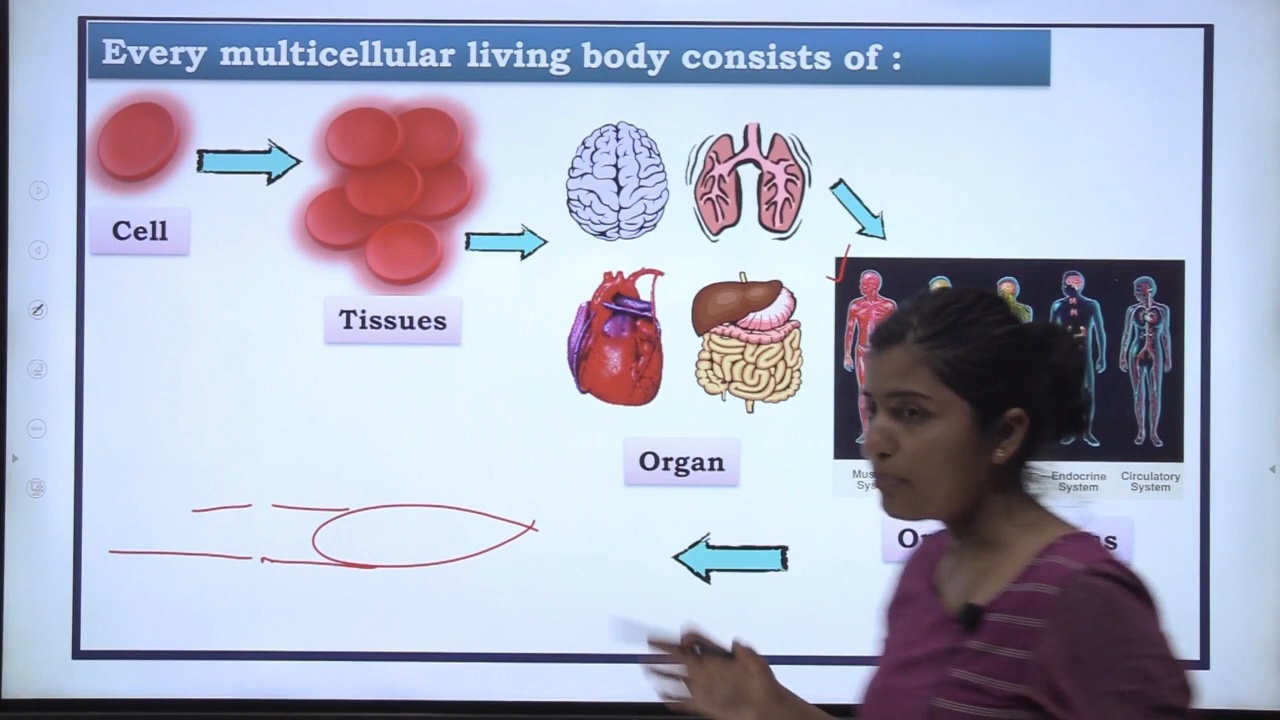 Every multicellular living body consists of :
Cell
Tissues
Organ
Endocrine System
Circulatory System